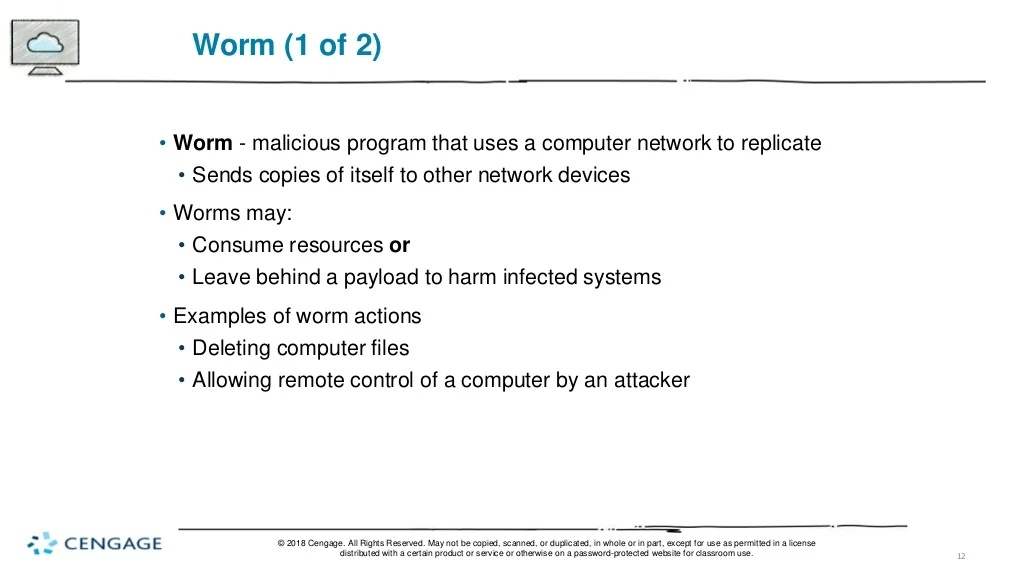 Worm (1 of 2)
• Worm - malicious program that uses a computer network to replicate
• Sends copies of itself to other network devices
• Worms may:
• Consume resources or
• Leave behind a payload to harm infected systems
• Examples of worm actions
• Deleting computer files
• Allowing remote control of a computer by an attacker
CENGAGE
© 2018 Cengage. All Rights Reserved. May not be copied, scanned, or duplicated, in whole or in part, except for use as permitted in a license
distributed with a certain product or service or otherwise on a password-protected website for classroom use.
12